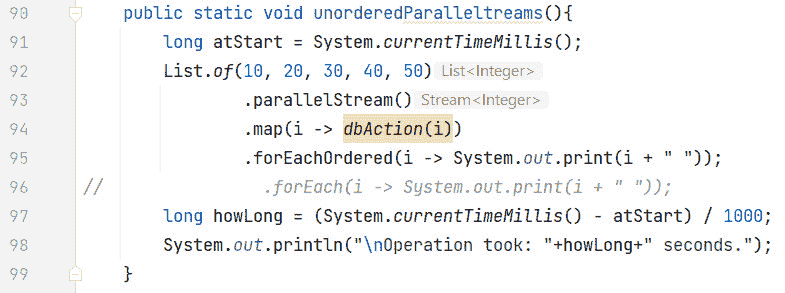 90 public static void unorderedParalleltreams(){
91 long atStart = System.currentTimeMillis();
92 List.of(10, 20, 30, 40, 50) List<Integer>
93 .parallelStream() Stream<Integer>
94 .map(i -> dbAction(i))
95 .forEachOrdered(i -> System.out.print(i + " "));
96 // .forEach(i -> System.out.print(i + " "));
97 long howLong = (System.currentTimeMillis() - atStart) / 1000;
98 System.out.println("\nOperation took: "+howLong+" seconds.");
99 }